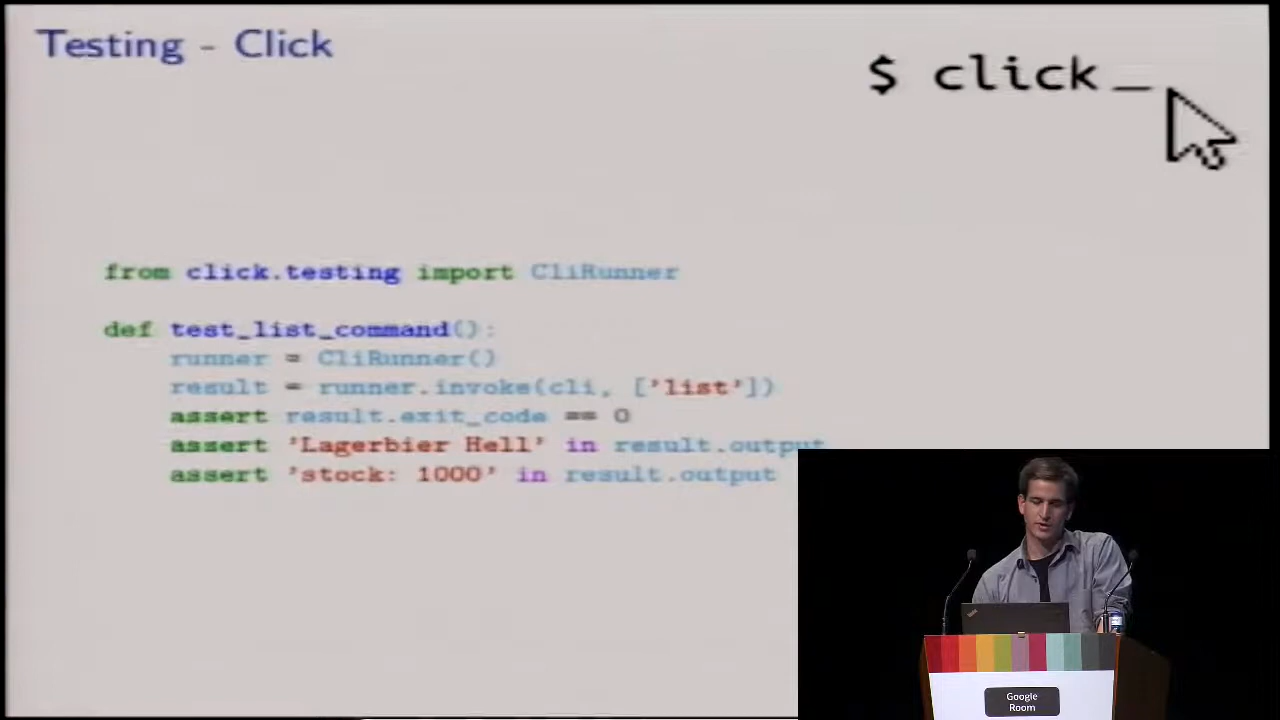 Testing - Click
$ click_
from click.testing import CliRunner
def test_list_command():
runner = CliRunner()
result = runner.invoke(cli, ['list'])
assert result.exit_code == 0
assert 'Lagerbier Hell' in result.output
assert 'stock: 1000' in result.output
Google
Room